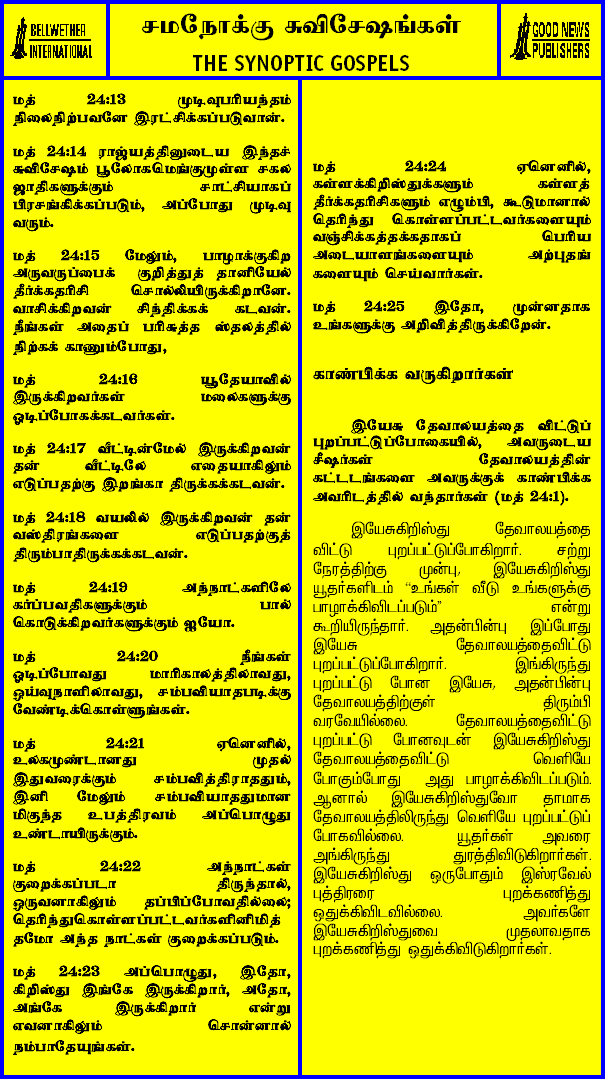 BELLWETHER
INTERNATIONAL
சமநோக்கு சுவிசேஷங்கள்
THE SYNOPTIC GOSPELS
GOOD NEWS
PUBLISHERS
மத் 24:13 முடிவுபரியந்தம்
நிலைநிற்பவனே இரட்சிக்கப்படுவான்.
மத் 24:14 ராஜ்யத்தினுடைய இந்தச்
சுவிசேஷம் பூலோகமெங்குமுள்ள சகல
ஜாதிகளுக்கும் சாட்சியாகப்
பிரசங்கிக்கப்படும், அப்போது முடிவு
வரும்.
மத் 24:15 மேலும், பாழாக்குகிற
அருவருப்பைக் குறித்துத் தானியேல்
தீர்க்கதரிசி சொல்லியிருக்கிறானே.
வாசிக்கிறவன் சிந்திக்கக் கடவன்.
நீங்கள் அதைப் பரிசுத்த ஸ்தலத்தில்
நிற்கக் காணும்போது,
மத் 24:16 யூதேயாவில்
இருக்கிறவர்கள் மலைகளுக்கு
ஓடிப்போகக்கடவர்கள்.
மத் 24:17 வீட்டின்மேல் இருக்கிறவன்
தன் வீட்டிலே எதையாகிலும்
எடுப்பதற்கு இறங்கா திருக்கக்கடவன்.
மத் 24:18 வயலில் இருக்கிறவன் தன்
வஸ்திரங்களை எடுப்பதற்குத்
திரும்பாதிருக்கக்கடவன்.
மத் 24:19 அந்நாட்களிலே
கர்ப்பவதிகளுக்கும் பால்
கொடுக்கிறவர்களுக்கும் ஐயோ.
மத் 24:20 நீங்கள்
ஓடிப்போவது மாரிகாலத்திலாவது,
ஓய்வுநாளிலாவது, சம்பவியாதபடிக்கு
வேண்டிக்கொள்ளுங்கள்.
மத் 24:21 ஏனெனில்,
உலகமுண்டானது முதல்
இதுவரைக்கும் சம்பவித்திராததும்,
இனி மேலும் சம்பவியாததுமான
மிகுந்த உபத்திரவம் அப்பொழுது
உண்டாயிருக்கும்.
மத் 24:22 அந்நாட்கள்
குறைக்கப்படா திருந்தால்,
ஒருவனாகிலும் தப்பிப்போவதில்லை;
தெரிந்துகொள்ளப்பட்டவர்களினிமித்
தமோ அந்த நாட்கள் குறைக்கப்படும்.
மத் 24:23 அப்பொழுது, இதோ,
கிறிஸ்து இங்கே இருக்கிறார், அதோ,
அங்கே இருக்கிறார் என்று
எவனாகிலும் சொன்னால்
நம்பாதேயுங்கள்.
மத் 24:24 ஏனெனில்,
கள்ளக்கிறிஸ்துக்களும் கள்ளத்
தீர்க்கதரிசிகளும் எழும்பி, கூடுமானால்
தெரிந்து கொள்ளப்பட்டவர்களையும்
வஞ்சிக்கத்தக்கதாகப் பெரிய
அடையாளங்களையும் அற்புதங்
களையும் செய்வார்கள்.
மத் 24:25 இதோ, முன்னதாக
உங்களுக்கு அறிவித்திருக்கிறேன்.
காண்பிக்க வருகிறார்கள்
இயேசு தேவாலயத்தை விட்டுப்
புறப்பட்டுப்போகையில், அவருடைய
சீஷர்கள் தேவாலயத்தின்
கட்டடங்களை அவருக்குக் காண்பிக்க
அவரிடத்தில் வந்தார்கள் (மத் 24:1).
இயேசுகிறிஸ்து தேவாலயத்தை
விட்டு புறப்பட்டுப்போகிறார். சற்று
நேரத்திற்கு முன்பு, இயேசுகிறிஸ்து
யூதர்களிடம் “உங்கள் வீடு உங்களுக்கு
பாழாக்கிவிடப்படும்” என்று
கூறியிருந்தார். அதன்பின்பு இப்போது
இயேசு தேவாலயத்தைவிட்டு
புறப்பட்டுப்போகிறார். இங்கிருந்து
புறப்பட்டு போன இயேசு, அதன்பின்பு
தேவாலயத்திற்குள் திரும்பி
வரவேயில்லை. தேவாலயத்தைவிட்டு
புறப்பட்டு போனவுடன் இயேசுகிறிஸ்து
தேவாலயத்தைவிட்டு வெளியே
போகும்போது அது பாழாக்கிவிடப்படும்.
ஆனால் இயேசுகிறிஸ்துவோ தாமாக
தேவாலயத்திலிருந்து வெளியே புறப்பட்டுப்
போகவில்லை. யூதர்கள் அவரை
அங்கிருந்து துரத்திவிடுகிறார்கள்.
இயேசுகிறிஸ்து ஒருபோதும் இஸ்ரவேல்
புத்திரரை புறக்கணித்து
ஒதுக்கிவிடவில்லை. அவர்களே
இயேசுகிறிஸ்துவை முதலாவதாக
புறக்கணித்து ஒதுக்கிவிடுகிறார்கள்.